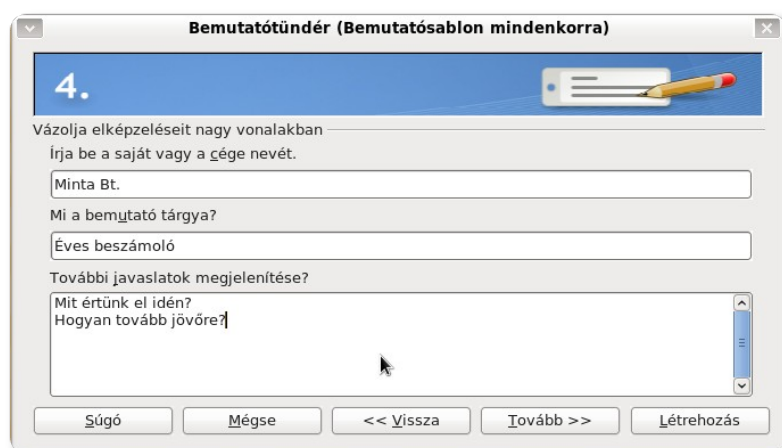 Bemutatótündér (Bemutatósablon mindenkorra)
4.
Vázolja elképzeléseit nagy vonalakban
Írja be a saját vagy a cége nevét.
Minta Bt.
Mi a bemutató tárgya?
Éves beszámoló
További javaslatok megjelenítése?
Mit értünk el idén?
Hogyan tovább jövőre?
Súgó Mégse << Vissza Tovább >> Létrehozás